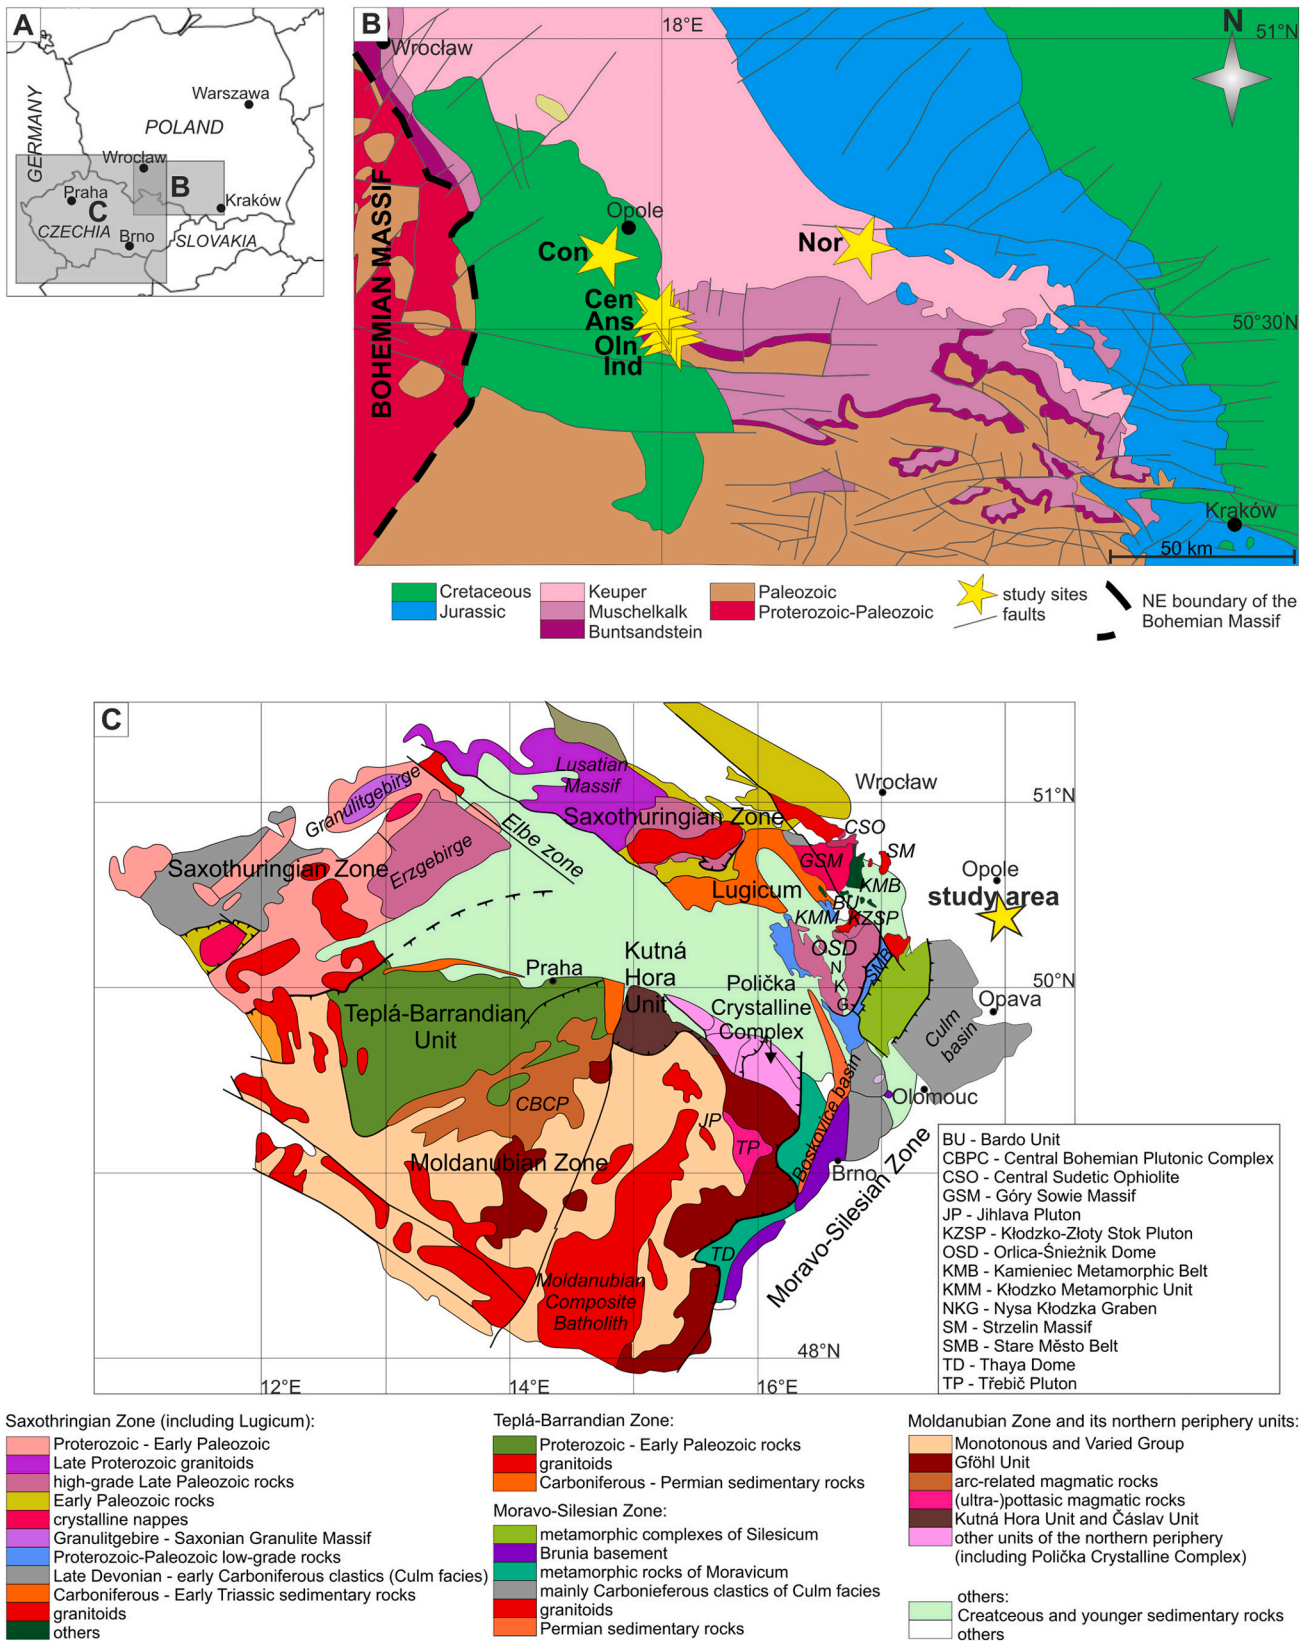 A
Warszawa
GERMANY
POLAND
Wrocław
B
Praha
C
Kraków
CZECHIA
Brno
SLOVAKIA
B
Wrocław
18°E
N
51°N
BOHEMIAN MASSIF
Opole
Con
Nor
Cen
Ans
Oln
Ind
50°30'N
Kraków
50 km
Cretaceous
Jurassic
Keuper
Muschelkalk
Buntsandstein
Paleozoic
Proterozoic-Paleozoic
study sites
faults
NE boundary of the
Bohemian Massif
C
Lusatian
Massif
Granulitgebirge
Wrocław
51°N
Saxothuringian Zone
Elbe zone
CSO
SM
Erzgebirge
Saxothuringian Zone
GSM
Opole
Lugicum
KMB
study area
BU
KMM
KZSP
OSD
Kutná
Hora
Unit
Praha
N
K
G
SMB
50°N
Polička
Crystalline
Complex
Opava
Teplá-Barrandian
Unit
Culm
basin
CBCP
JP
TP
Olomouc
Boskovice basin
Moldanubian Zone
Brno
Moravo-Silesian Zone
TD
Moldanubian
Composite
Batholith
48°N
12°E
14°E
16°E
BU - Bardo Unit
CBPC - Central Bohemian Plutonic Complex
CSO - Central Sudetic Ophiolite
GSM - Góry Sowie Massif
JP - Jihlava Pluton
KZSP - Kłodzko-Złoty Stok Pluton
OSD - Orlica-Śnieżnik Dome
KMB - Kamieniec Metamorphic Belt
KMM - Kłodzko Metamorphic Unit
NKG - Nysa Kłodzka Graben
SM - Strzelin Massif
SMB - Stare Město Belt
TD - Thaya Dome
TP - Třebič Pluton
Saxothringian Zone (including Lugicum):
Proterozoic - Early Paleozoic
Late Proterozoic granitoids
high-grade Late Paleozoic rocks
Early Paleozoic rocks
crystalline nappes
Granulitgebire - Saxonian Granulite Massif
Proterozoic-Paleozoic low-grade rocks
Late Devonian - early Carboniferous clastics (Culm facies)
Carboniferous - Early Triassic sedimentary rocks
granitoids
others
Teplá-Barrandian Zone:
Proterozoic - Early Paleozoic rocks
granitoids
Carboniferous - Permian sedimentary rocks
Moravo-Silesian Zone:
metamorphic complexes of Silesicum
Brunia basement
metamorphic rocks of Moravicum
mainly Carbonieferous clastics of Culm facies
granitoids
Permian sedimentary rocks
Moldanubian Zone and its northern periphery units:
Monotonous and Varied Group
Gföhl Unit
arc-related magmatic rocks
(ultra-)pottasic magmatic rocks
Kutná Hora Unit and Čáslav Unit
other units of the northern periphery
(including Polička Crystalline Complex)
others:
Creatceous and younger sedimentary rocks
others